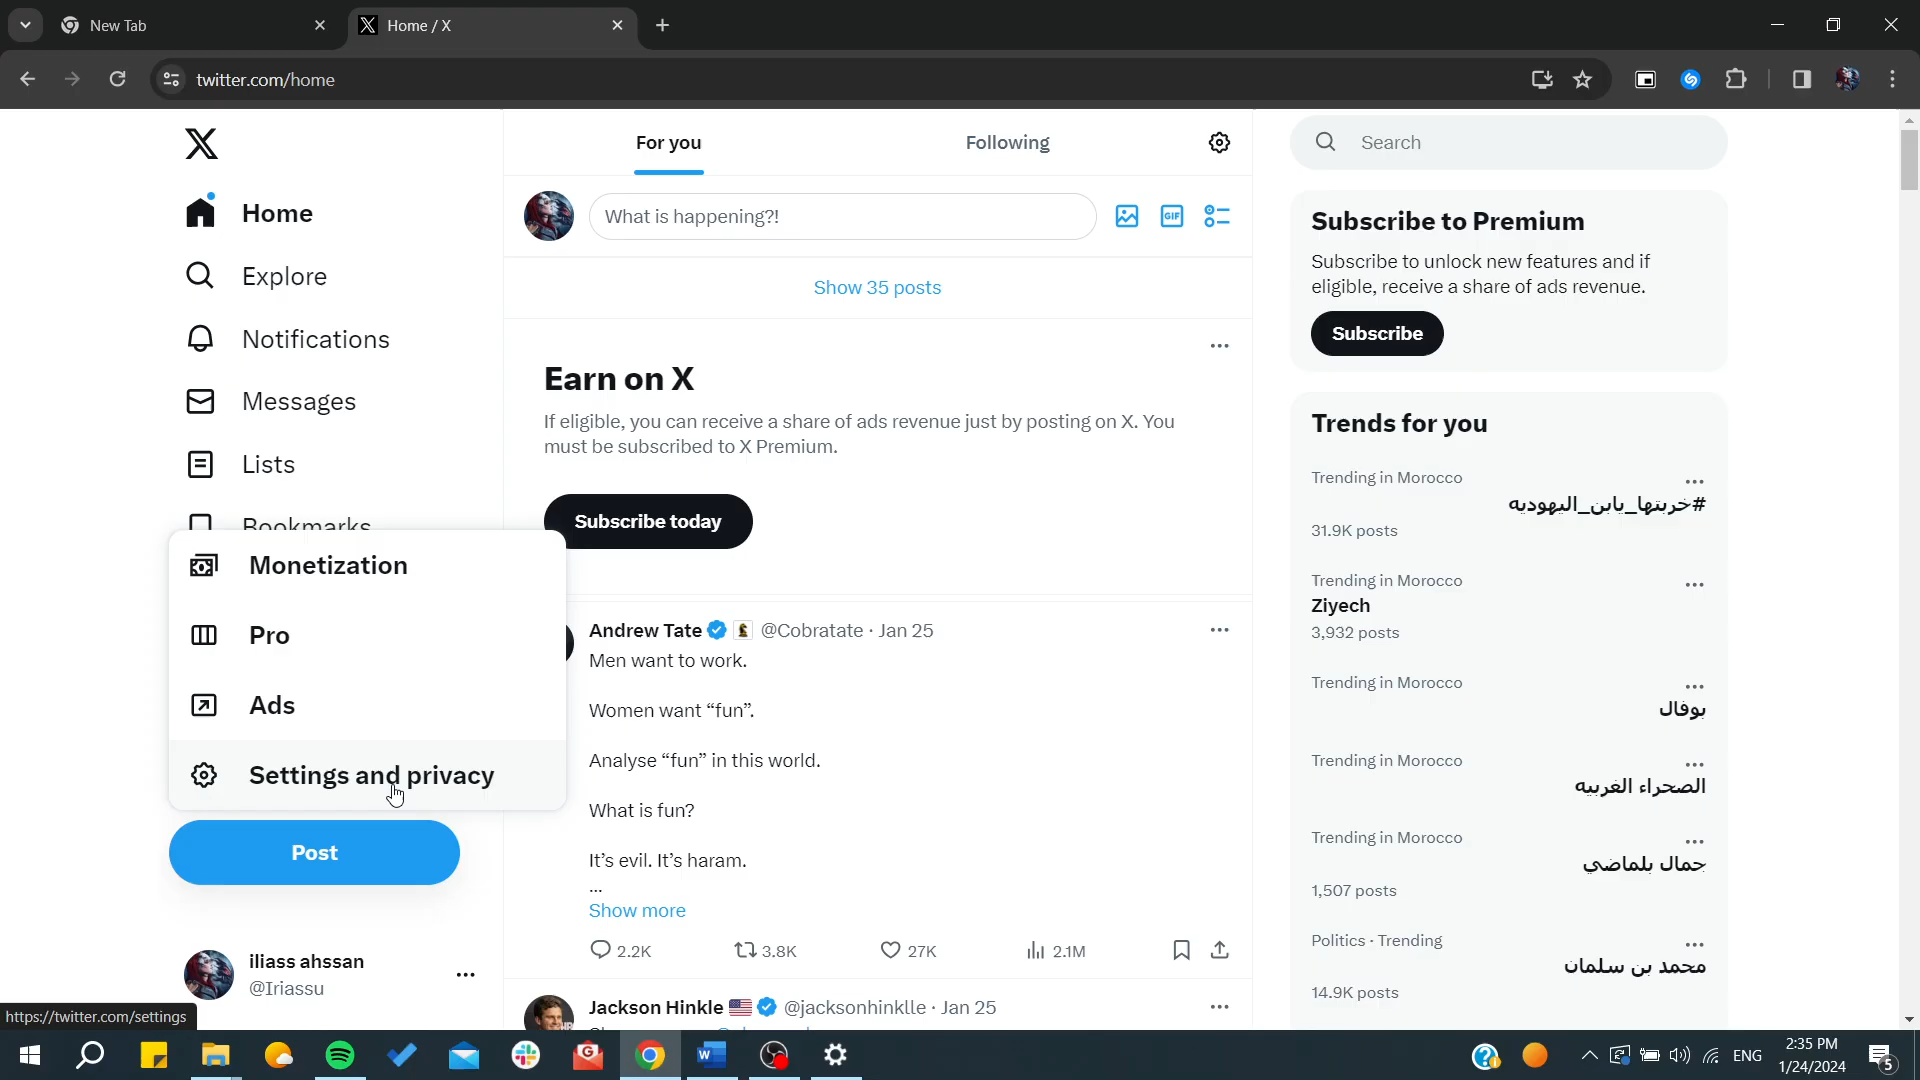 New Tab
Home / X
twitter.com/home
Home
Explore
Notifications
Messages
Lists
Bookmarks
Monetization
Pro
Ads
Settings and privacy
Post
iliass ahssan
@Iriassu
https://twitter.com/settings
For you
Following
What is happening?!
GIF
Show 35 posts
Earn on X
If eligible, you can receive a share of ads revenue just by posting on X. You
must be subscribed to X Premium.
Subscribe today
Andrew Tate @Cobratate · Jan 25
Men want to work.
Women want “fun”.
Analyse “fun” in this world.
What is fun?
It’s evil. It’s haram.
...
Show more
2.2K
3.8K
27K
2.1M
Jackson Hinkle 🇺🇸 @jacksonhinklle · Jan 25
Search
Subscribe to Premium
Subscribe to unlock new features and if
eligible, receive a share of ads revenue.
Subscribe
Trends for you
Trending in Morocco
#خربتها_يابن_اليهوديه
31.9K posts
Trending in Morocco
Ziyech
3,932 posts
Trending in Morocco
بوفال
Trending in Morocco
الصحراء الغربيه
Trending in Morocco
جمال بلماضي
1,507 posts
Politics · Trending
محمد بن سلمان
14.9K posts
ENG
2:35 PM
1/24/2024
5